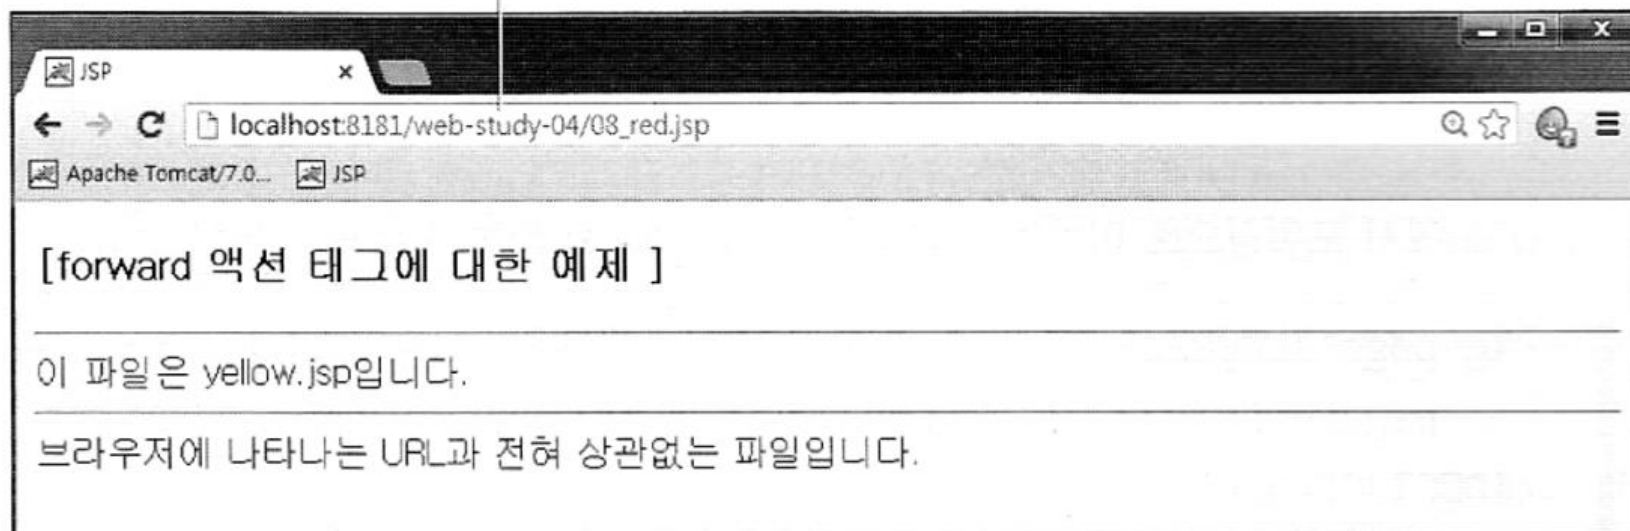 JSP
localhost:8181/web-study-04/08_red.jsp
Apache Tomcat/7.0... JSP
[forward 액션 태그에 대한 예제 ]
이 파일은 yellow.jsp입니다.
브라우저에 나타나는 URL과 전혀 상관없는 파일입니다.